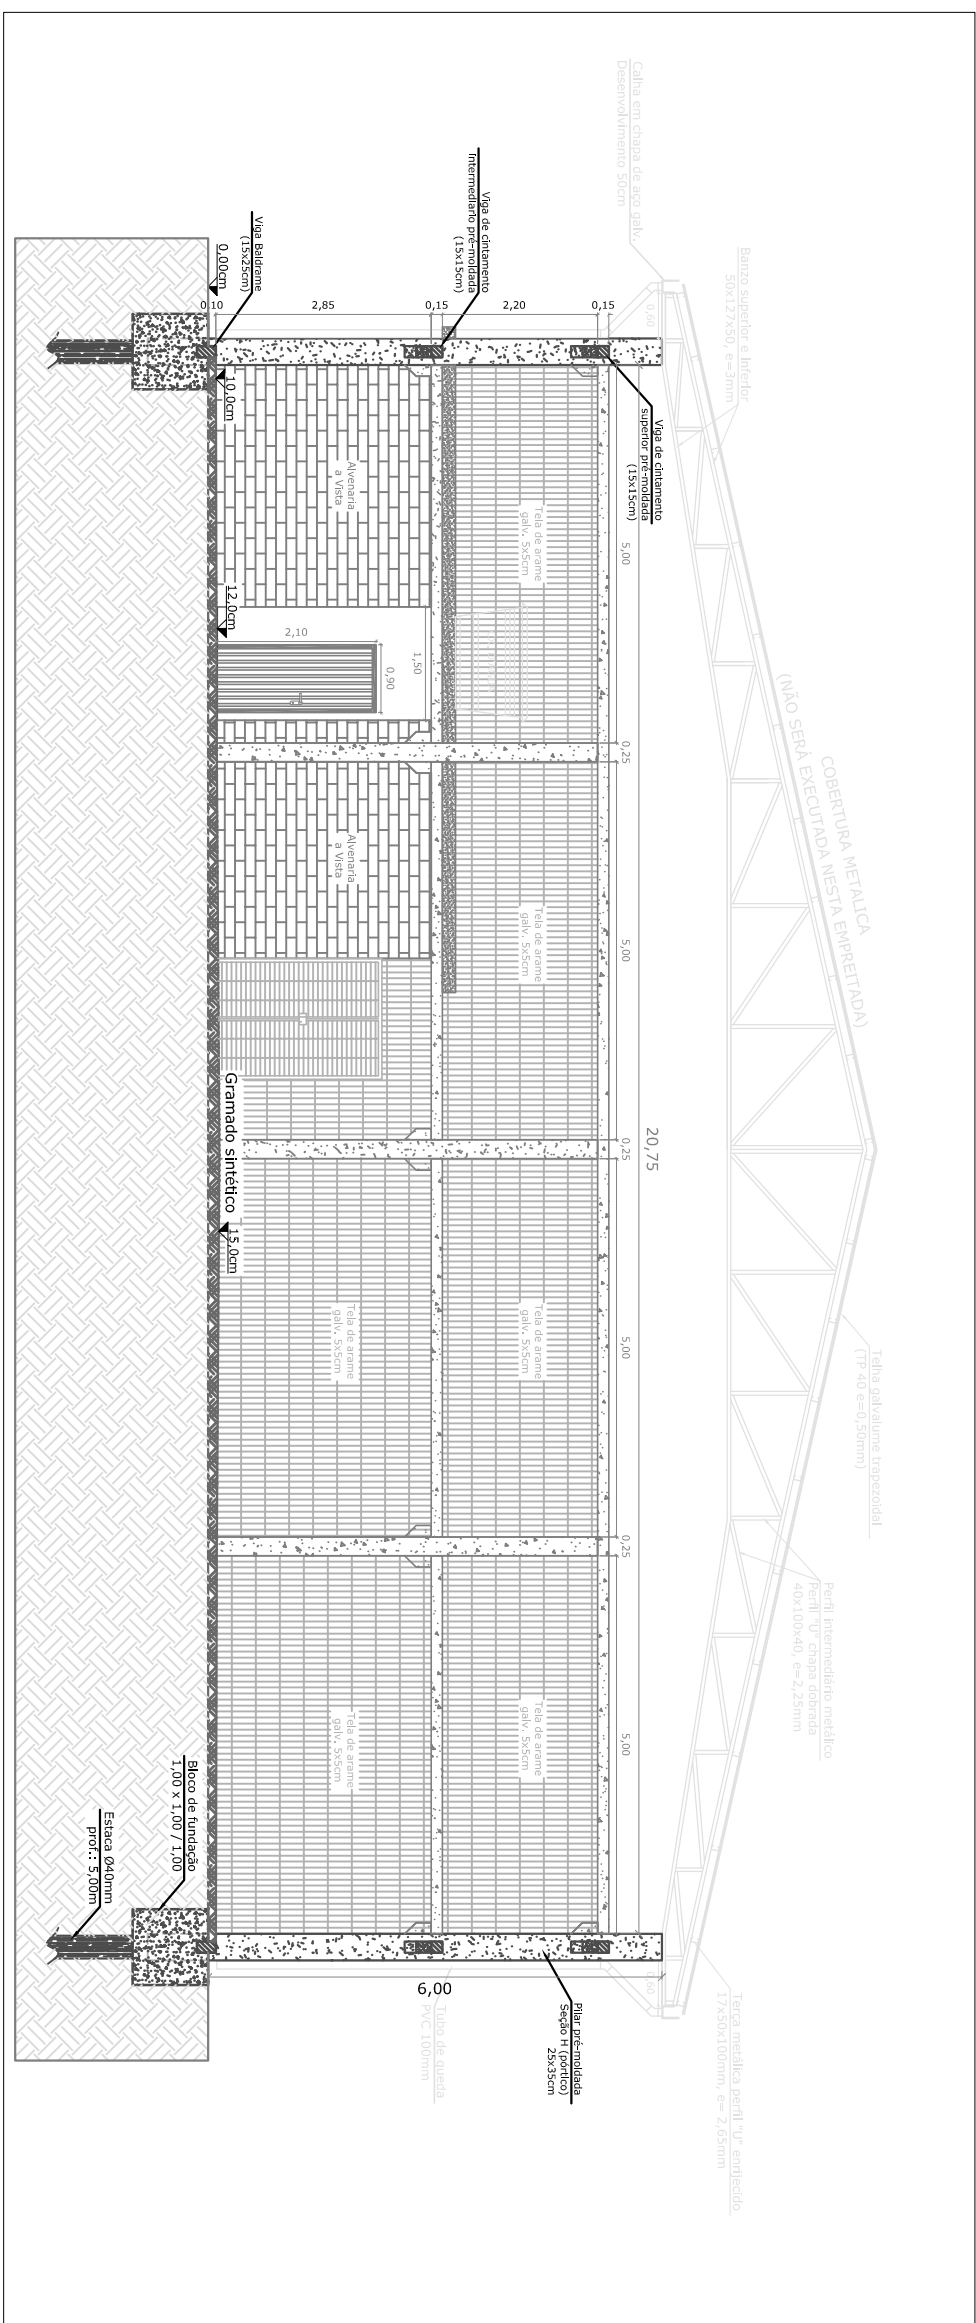 Calha em chapa de aço galv.
Desenvolvimento 50cm
Banzo superior e inferior
50x127x50, e=3mm
COBERTURA METALICA
(NÃO SERÁ EXECUTADA NESTA EMPREITADA)
Telha galvalume trapezoidal
(TP 40 e=0,50mm)
Perfil intermediário metálico
Perfil "U" chapa dobrada
40x100x40, e=2,25mm
Terça metálica perfil "U" enrijecido
17x50x100mm, e= 2,65mm
0,60
0,60
Viga de cintamento
superior pré-moldada
(15x15cm)
Viga de cintamento
intermediario pré-moldada
(15x15cm)
Viga Baldrame
(15x25cm)
20,75
5,00
0,25
5,00
0,25
5,00
0,25
5,00
0,15
2,20
0,15
2,85
0,10
Tela de arame
galv. 5x5cm
Tela de arame
galv. 5x5cm
Tela de arame
galv. 5x5cm
Tela de arame
galv. 5x5cm
Alvenaria
a Vista
Alvenaria
a Vista
Tela de arame
galv. 5x5cm
Tela de arame
galv. 5x5cm
1,50
0,90
2,10
6,00
Pilar pré-moldada
Seção H (pórtico)
25x35cm
Tubo de queda
PVC 100mm
0,00cm
10,0cm
12,0cm
Gramado sintético
15,0cm
Bloco de fundação
1,00 x 1,00 / 1,00
Estaca Ø40mm
prof.: 5,00m